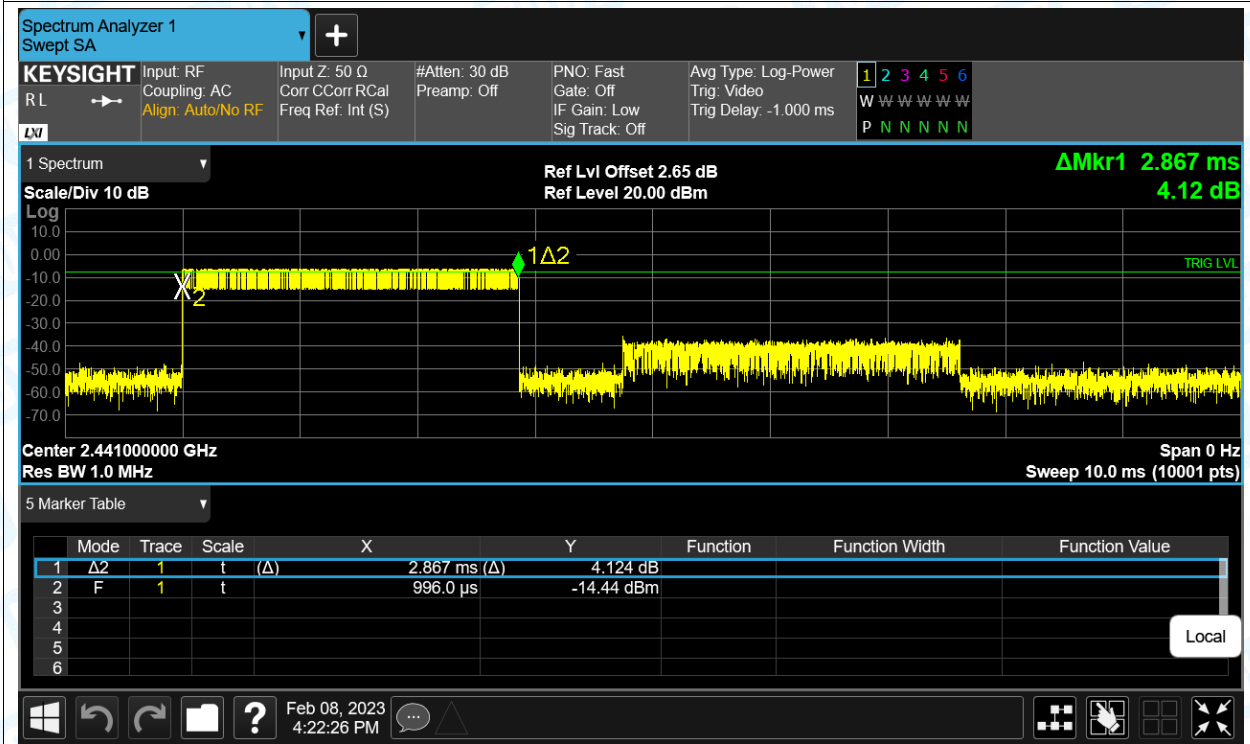 Spectrum Analyzer 1
Swept SA
KEYSIGHT Input: RF Input Z: 50 Ω #Atten: 30 dB PNO: Fast Avg Type: Log-Power 1 2 3 4 5 6
R L Coupling: AC Corr CCorr RCal Preamp: Off Gate: Off Trig: Video W W W W W W
Align: Auto/No RF Freq Ref: Int (S) IF Gain: Low Trig Delay: -1.000 ms
LXI Sig Track: Off P N N N N N
1 Spectrum Ref Lvl Offset 2.65 dB ΔMkr1 2.867 ms
Scale/Div 10 dB Ref Level 20.00 dBm 4.12 dB
Log
10.0
0.00 1Δ2
TRIG LVL
-10.0
2
-20.0
-30.0
-40.0
-50.0
-60.0
-70.0
Center 2.441000000 GHz Span 0 Hz
Res BW 1.0 MHz Sweep 10.0 ms (10001 pts)
5 Marker Table
Mode Trace Scale X Y Function Function Width Function Value
1 Δ2 1 t (Δ) 2.867 ms (Δ) 4.124 dB
2 F 1 t 996.0 µs -14.44 dBm
3
4
5
6
Local
? Feb 08, 2023
4:22:26 PM